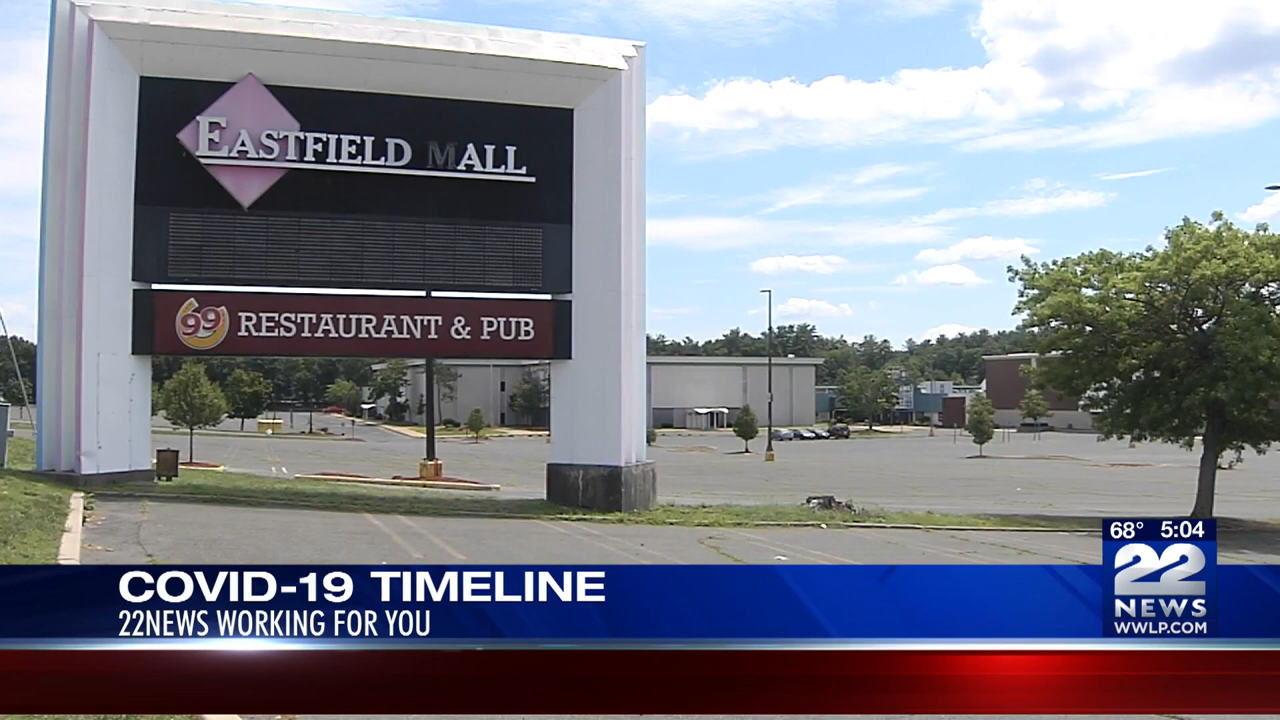 EASTFIELD MALL
99 RESTAURANT & PUB
68° 5:04
22
NEWS
WWLP.COM
COVID-19 TIMELINE
22NEWS WORKING FOR YOU